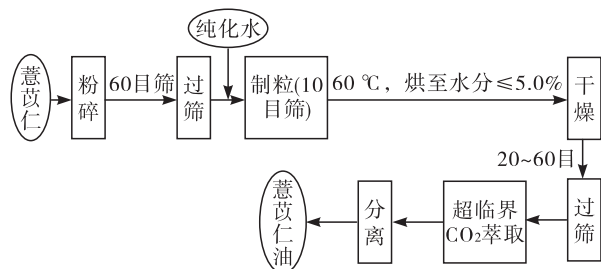 纯化水
薏苡仁
粉碎
60目筛
过筛
制粒(10
目筛)
60 ℃，烘至水分≤5.0%
干燥
20~60目
过筛
超临界
CO₂萃取
分离
薏苡仁油